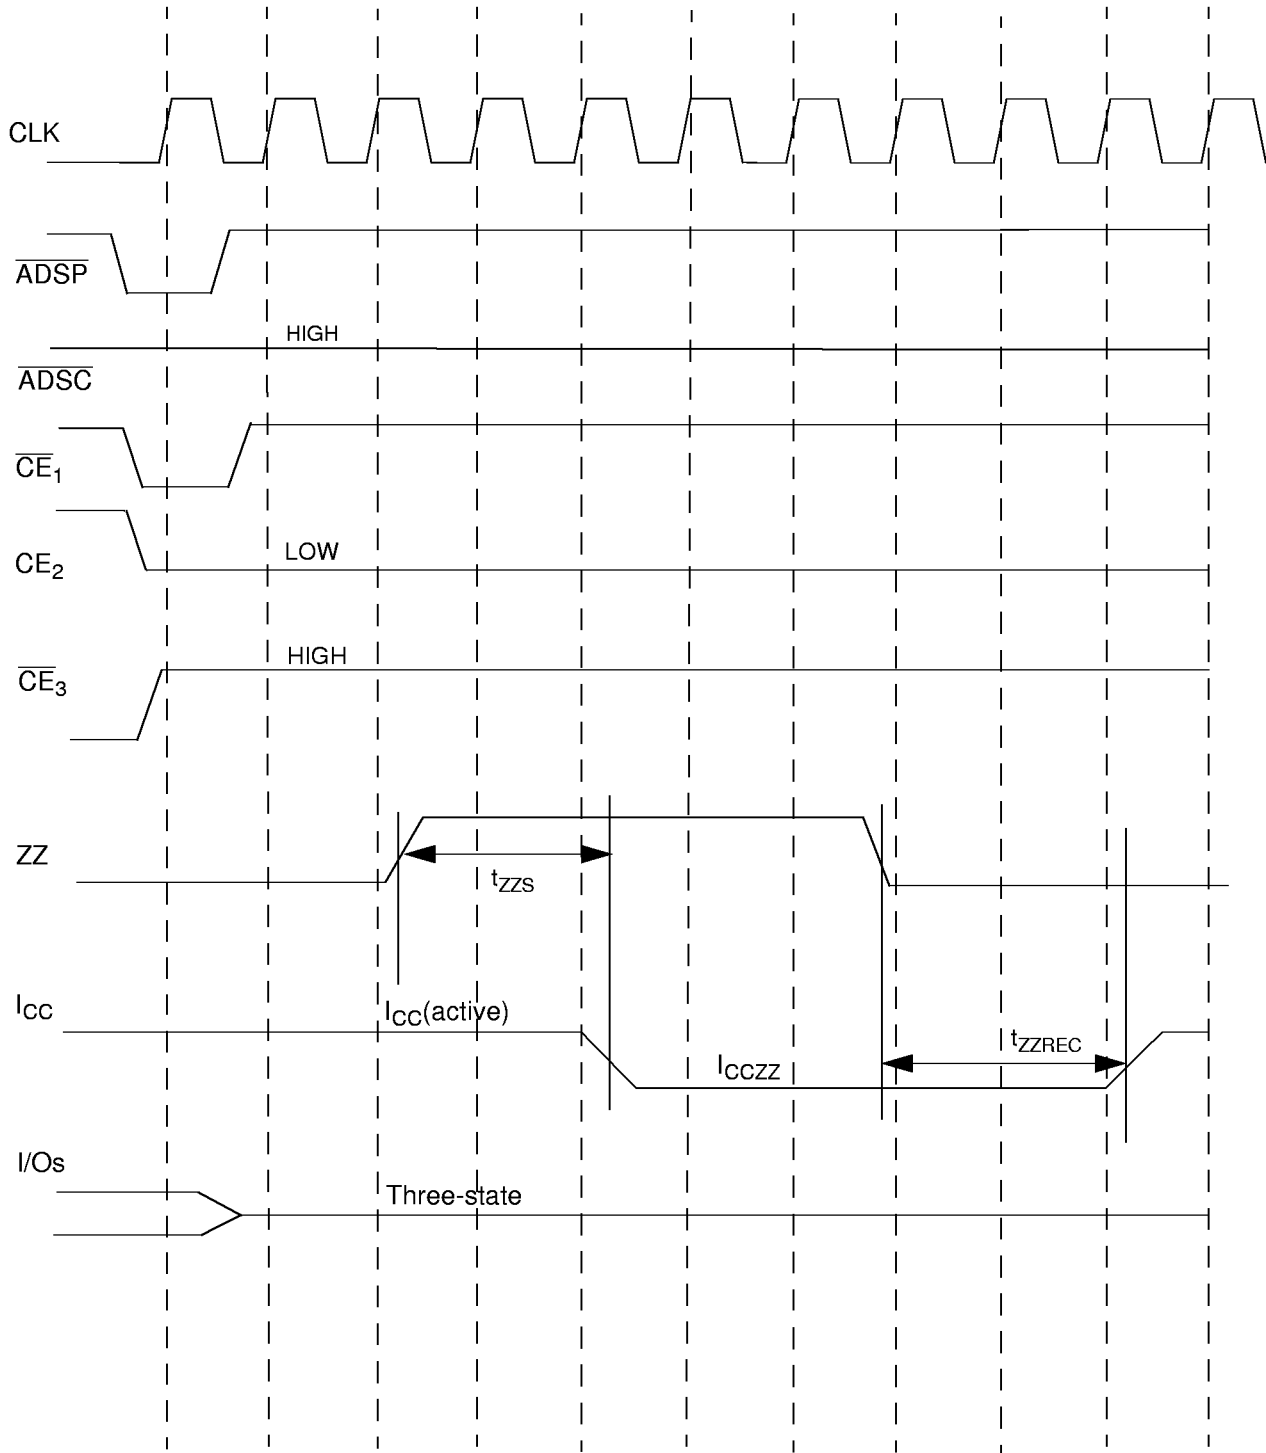 CLK
ADSP
HIGH
ADSC
CE1
LOW
CE2
HIGH
CE3
ZZ
tZZS
ICC
ICC(active)
tZZREC
ICCZZ
I/Os
Three-state